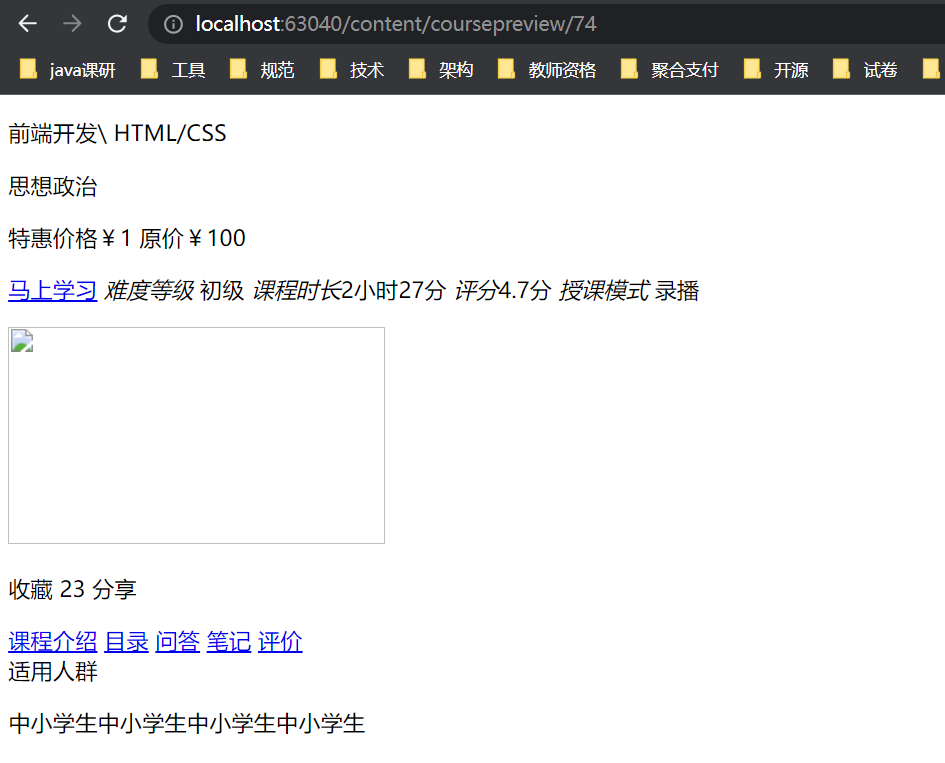 localhost:63040/content/coursepreview/74
java课研 工具 规范 技术 架构 教师资格 聚合支付 开源 试卷
前端开发\ HTML/CSS
思想政治
特惠价格￥1 原价￥100
马上学习 难度等级 初级 课程时长2小时27分 评分4.7分 授课模式 录播
收藏 23 分享
课程介绍 目录 问答 笔记 评价
适用人群
中小学生中小学生中小学生中小学生